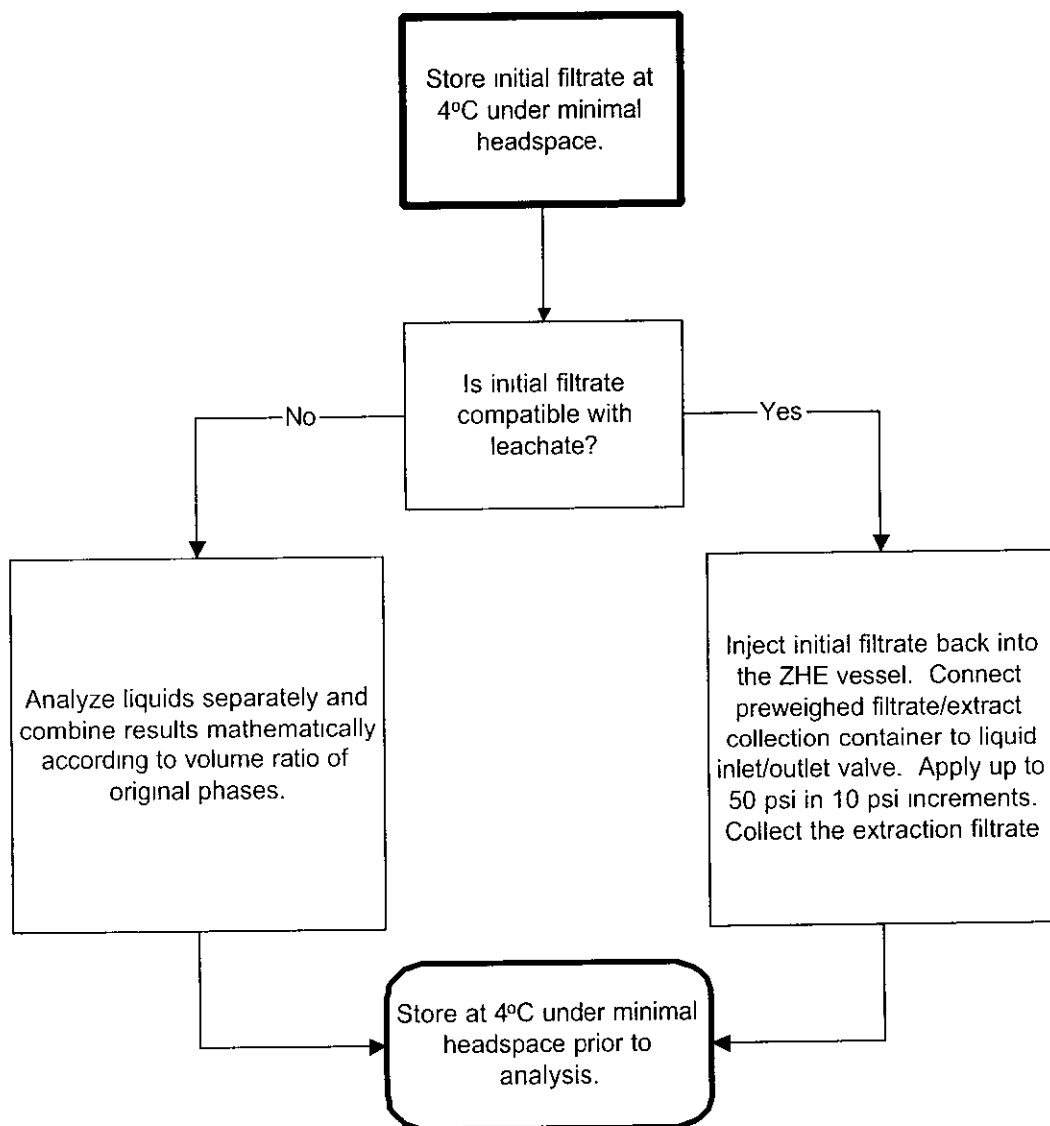 Store initial filtrate at
4ºC under minimal
headspace.
Is initial filtrate
compatible with
leachate?
No
Yes
Analyze liquids separately and
combine results mathematically
according to volume ratio of
original phases.
Inject initial filtrate back into
the ZHE vessel. Connect
preweighed filtrate/extract
collection container to liquid
inlet/outlet valve. Apply up to
50 psi in 10 psi increments.
Collect the extraction filtrate
Store at 4ºC under minimal
headspace prior to
analysis.